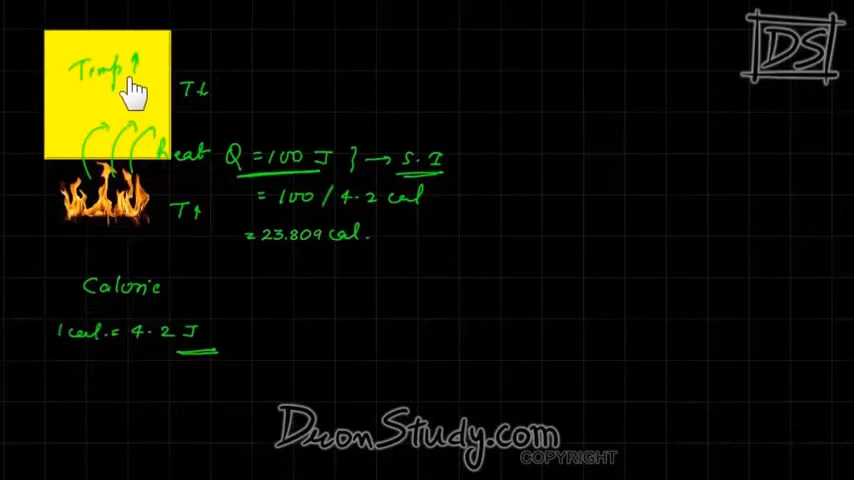 Temp ↑
T↓
DS
heat Q = 100 J } → S.I
= 100 / 4.2 cal
T↑
= 23.809 Cal.
Calorie
1 cal. = 4.2 J
DronStudy.com
COPYRIGHT